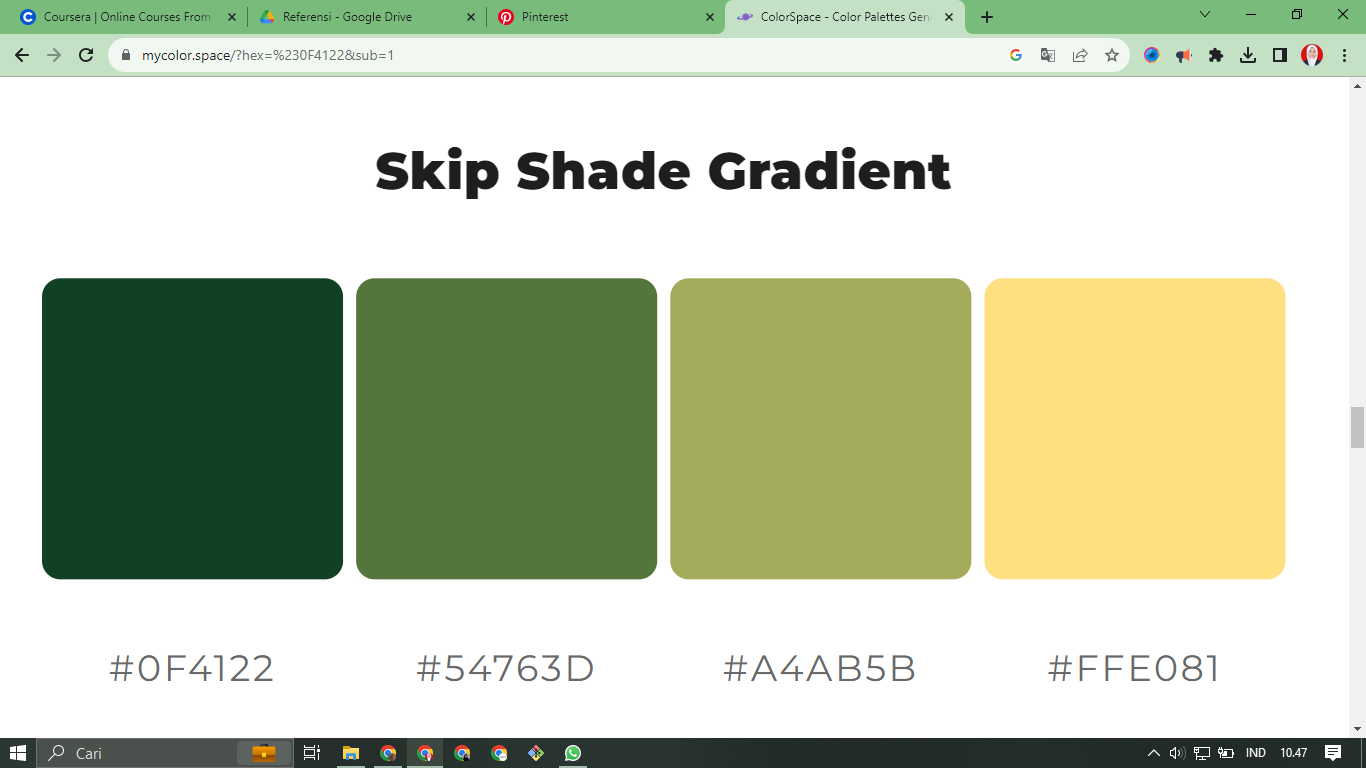 Coursera | Online Courses From
Referensi - Google Drive
Pinterest
ColorSpace - Color Palettes Gen
mycolor.space/?hex=%230F4122&sub=1
Skip Shade Gradient
#0F4122 #54763D #A4AB5B #FFE081
Cari
IND 10.47